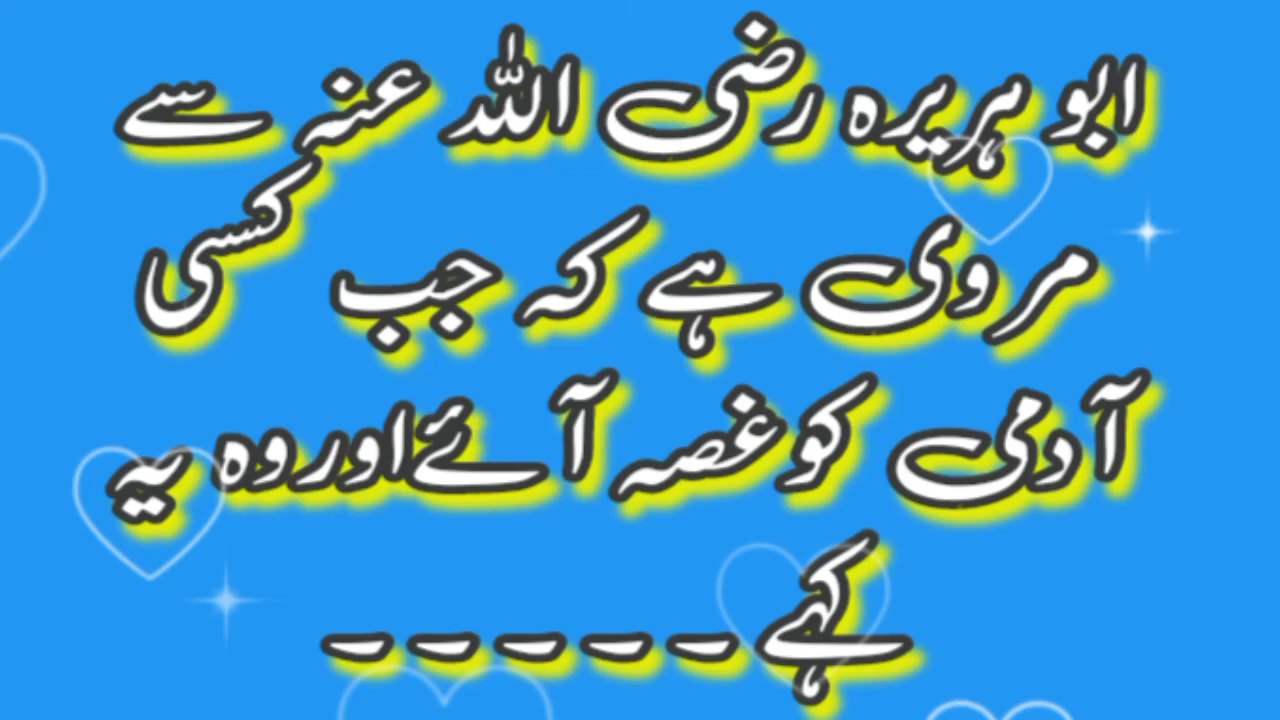 ابو ہریرہ رضی اللہ عنہ سے
مروی ہے کہ جب کسی
آدمی کو غصہ آئے اور وہ یہ
کہے ۔ ۔ ۔ ۔ ۔